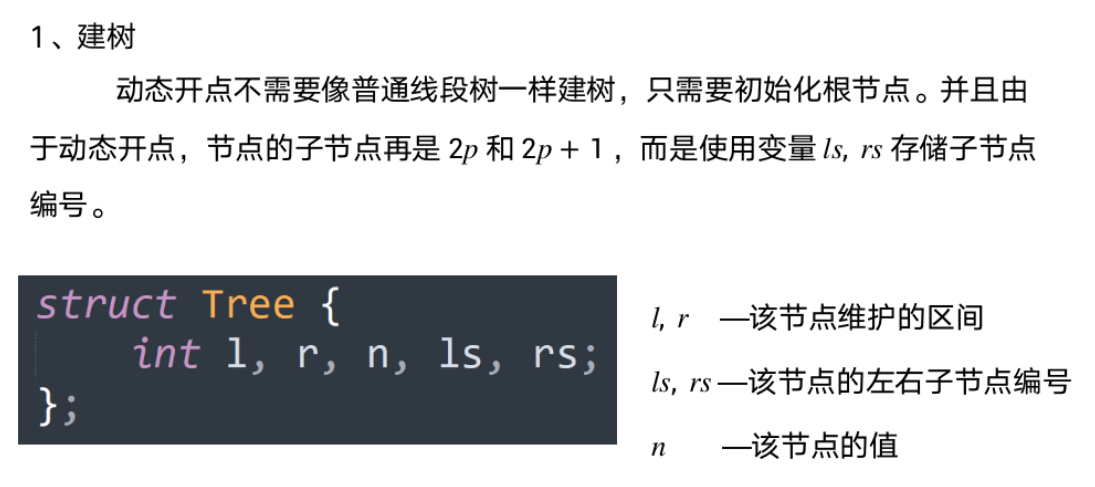 1、建树
动态开点不需要像普通线段树一样建树，只需要初始化根节点。并且由
于动态开点，节点的子节点再是 2p 和 2p + 1 ，而是使用变量 ls, rs 存储子节点
编号。
struct Tree {
int l, r, n, ls, rs;
};
l, r —该节点维护的区间
ls, rs —该节点的左右子节点编号
n —该节点的值